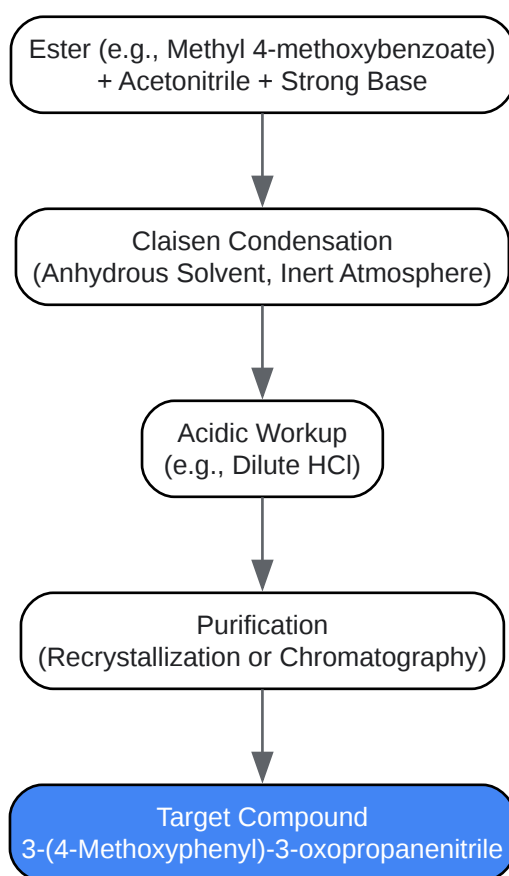 Ester (e.g., Methyl 4-methoxybenzoate)
+ Acetonitrile + Strong Base
Claisen Condensation
(Anhydrous Solvent, Inert Atmosphere)
Acidic Workup
(e.g., Dilute HCl)
Purification
(Recrystallization or Chromatography)
Target Compound
3-(4-Methoxyphenyl)-3-oxopropanenitrile